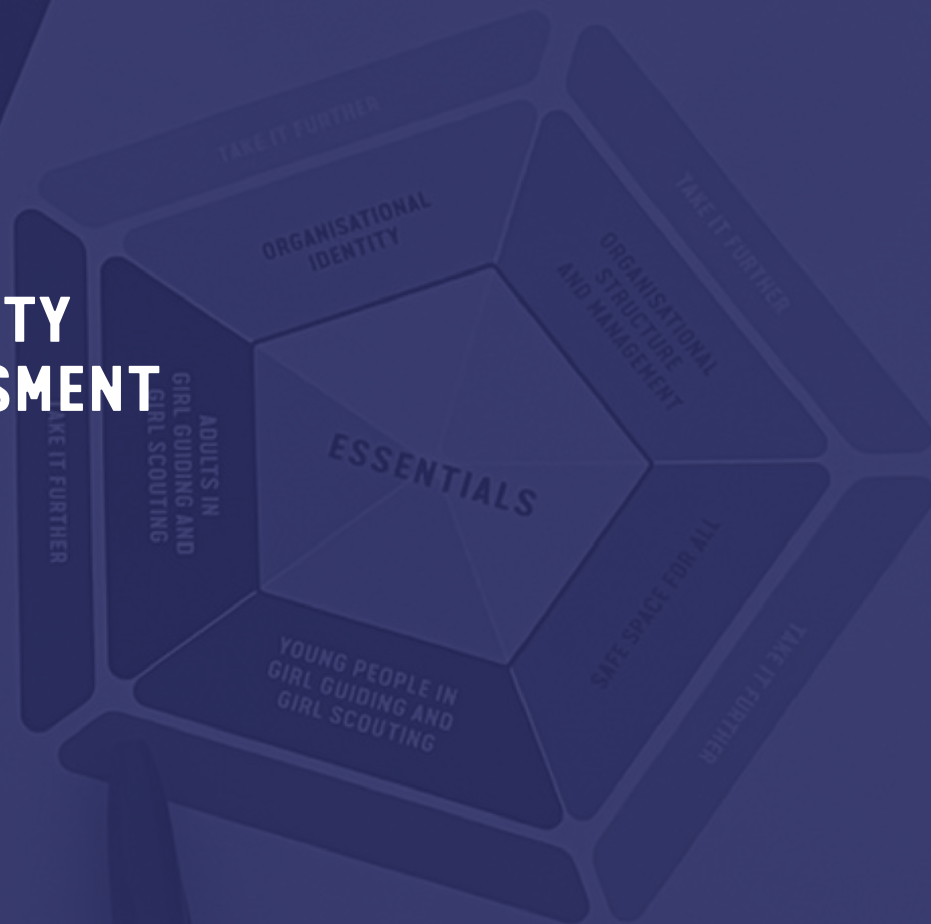 TAKE IT FURTHER
ORGANISATIONAL
IDENTITY
TAKE IT FURTHER
ORGANISATIONAL
STRUCTURE
AND MANAGEMENT
TY
SMENT
TAKE IT FURTHER
ADULTS IN
GIRL GUIDING AND
GIRL SCOUTING
ESSENTIALS
SAFE SPACE FOR ALL
TAKE IT FURTHER
YOUNG PEOPLE IN
GIRL GUIDING AND
GIRL SCOUTING